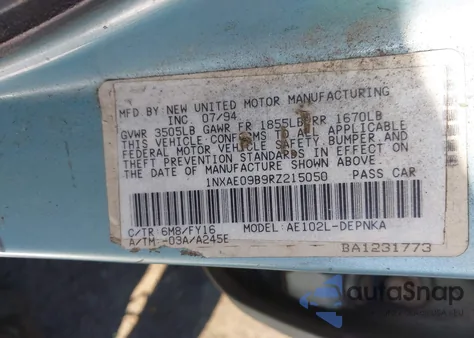 MFD BY NEW UNITED MOTOR MANUFACTURING
INC 07/94
GVWR 3505LB GAWR FR 1855LB RR 1670LB
THIS VEHICLE CONFORMS TO ALL APPLICABLE
FEDERAL MOTOR VEHICLE SAFETY, BUMPER AND
THEFT PREVENTION STANDARDS IN EFFECT ON
THE DATE OF MANUFACTURE SHOWN ABOVE.
1NXAE09B9RZ215050 PASS CAR
C/TR 6M8/FY16 MODEL AE102L-DEPNKA
A/TM -03A/A245E
BA1231773
autoSnap